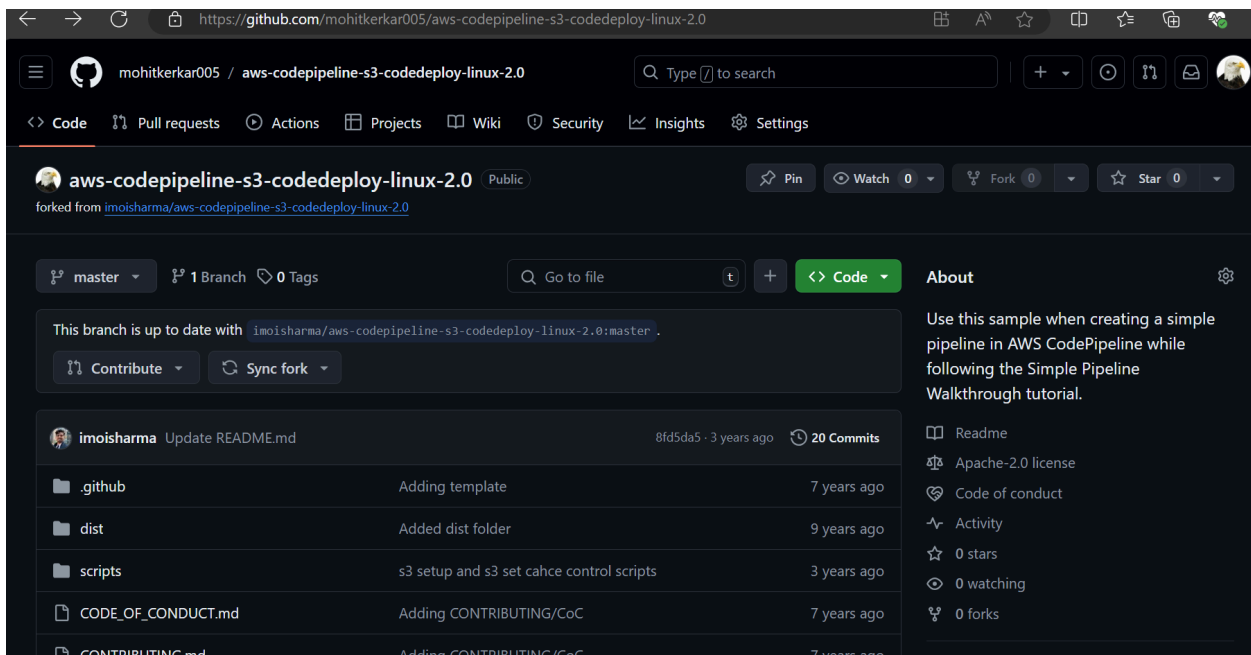 https://github.com/mohitkerkar005/aws-codepipeline-s3-codedeploy-linux-2.0
mohitkerkar005 / aws-codepipeline-s3-codedeploy-linux-2.0
Type / to search
Code Pull requests Actions Projects Wiki Security Insights Settings
aws-codepipeline-s3-codedeploy-linux-2.0 Public
Pin Watch 0 Fork 0 Star 0
forked from imoisharma/aws-codepipeline-s3-codedeploy-linux-2.0
master 1 Branch 0 Tags Go to file t + <> Code
This branch is up to date with imoisharma/aws-codepipeline-s3-codedeploy-linux-2.0:master .
Contribute Sync fork
imoisharma Update README.md 8fd5da5 · 3 years ago 20 Commits
.github Adding template 7 years ago
dist Added dist folder 9 years ago
scripts s3 setup and s3 set cahce control scripts 3 years ago
CODE_OF_CONDUCT.md Adding CONTRIBUTING/CoC 7 years ago
CONTRIBUTING.md Adding CONTRIBUTING/CoC 7 years ago
About
Use this sample when creating a simple
pipeline in AWS CodePipeline while
following the Simple Pipeline
Walkthrough tutorial.
Readme
Apache-2.0 license
Code of conduct
Activity
0 stars
0 watching
0 forks